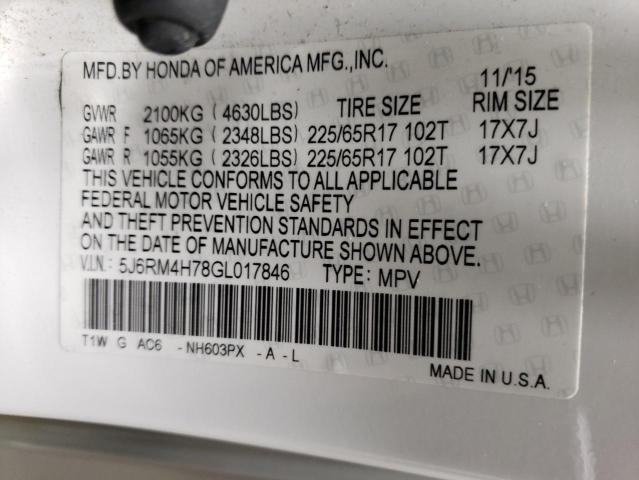 MFD.BY HONDA OF AMERICA MFG.,INC. 11/15
GVWR 2100KG (4630LBS) TIRE SIZE RIM SIZE
GAWR F 1065KG (2348LBS) 225/65R17 102T 17X7J
GAWR R 1055KG (2326LBS) 225/65R17 102T 17X7J
THIS VEHICLE CONFORMS TO ALL APPLICABLE
FEDERAL MOTOR VEHICLE SAFETY
AND THEFT PREVENTION STANDARDS IN EFFECT
ON THE DATE OF MANUFACTURE SHOWN ABOVE.
V.I.N.: 5J6RM4H78GL017846 TYPE: MPV
T1W G AC6 -NH603PX -A-L
MADE IN U.S.A.